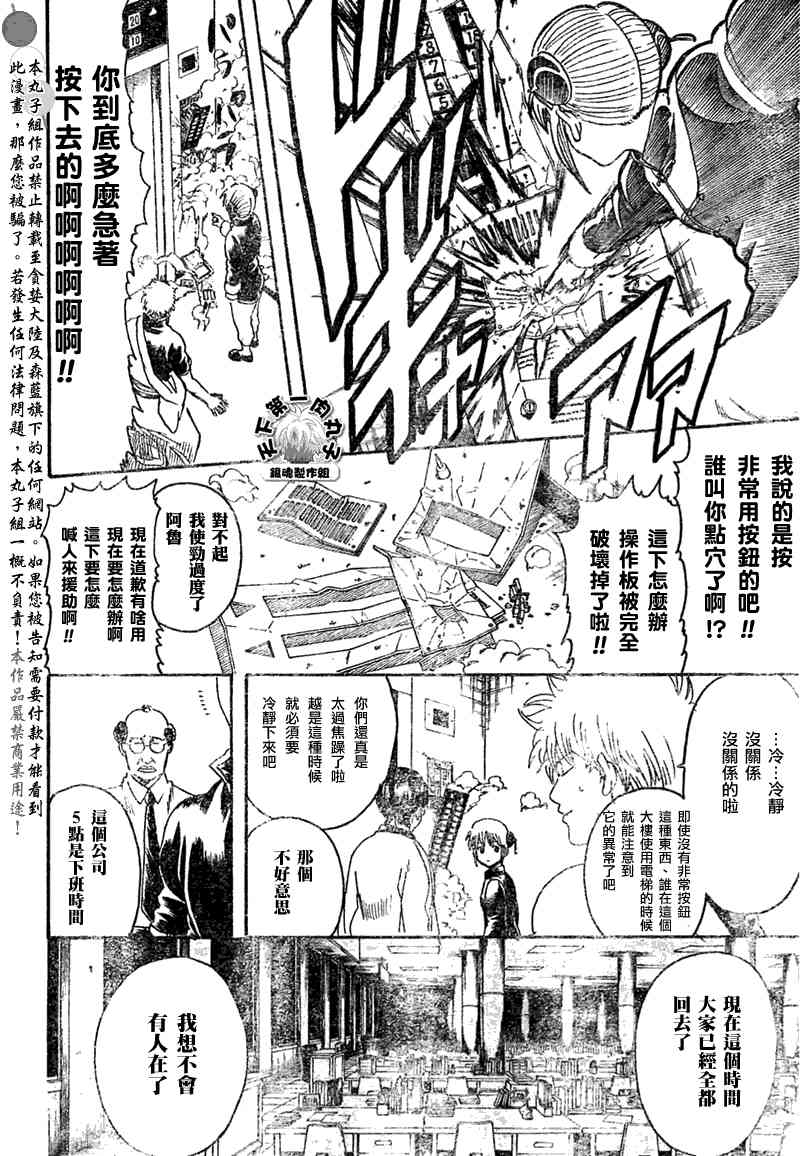 你到底多麼急著
按下去的啊啊啊啊啊啊!!
20
10
天下第一肉丸子
銀魂製作組
我說的是按
非常用按鈕的吧!!
誰叫你點穴了啊!?
這下怎麼辦
操作板被完全
破壞掉了啦!!
對不起
我使勁過度了
阿魯
現在道歉有啥用
現在要怎麼辦啊
這下要怎麼
喊人來援助啊!!
…冷…冷靜
沒關係
沒關係的啦
即使沒有非常按鈕
這種東西、誰在這個
大樓使用電梯的時候
就能注意到
它的異常了吧
你們還真是
太過焦躁了啦
越是這種時候
就必須要
冷靜下來吧
那個
不好意思
這個公司
5點是下班時間
現在這個時間
大家已經全都
回去了
我想不會
有人在了
本丸子組作品禁止轉載至貪婪大陸及森藍旗下的任何網站。如果您被告知需要付款才能看到
此漫畫，那麼您被騙了。若發生任何法律問題，本丸子組一概不負責！本作品嚴禁商業用途！